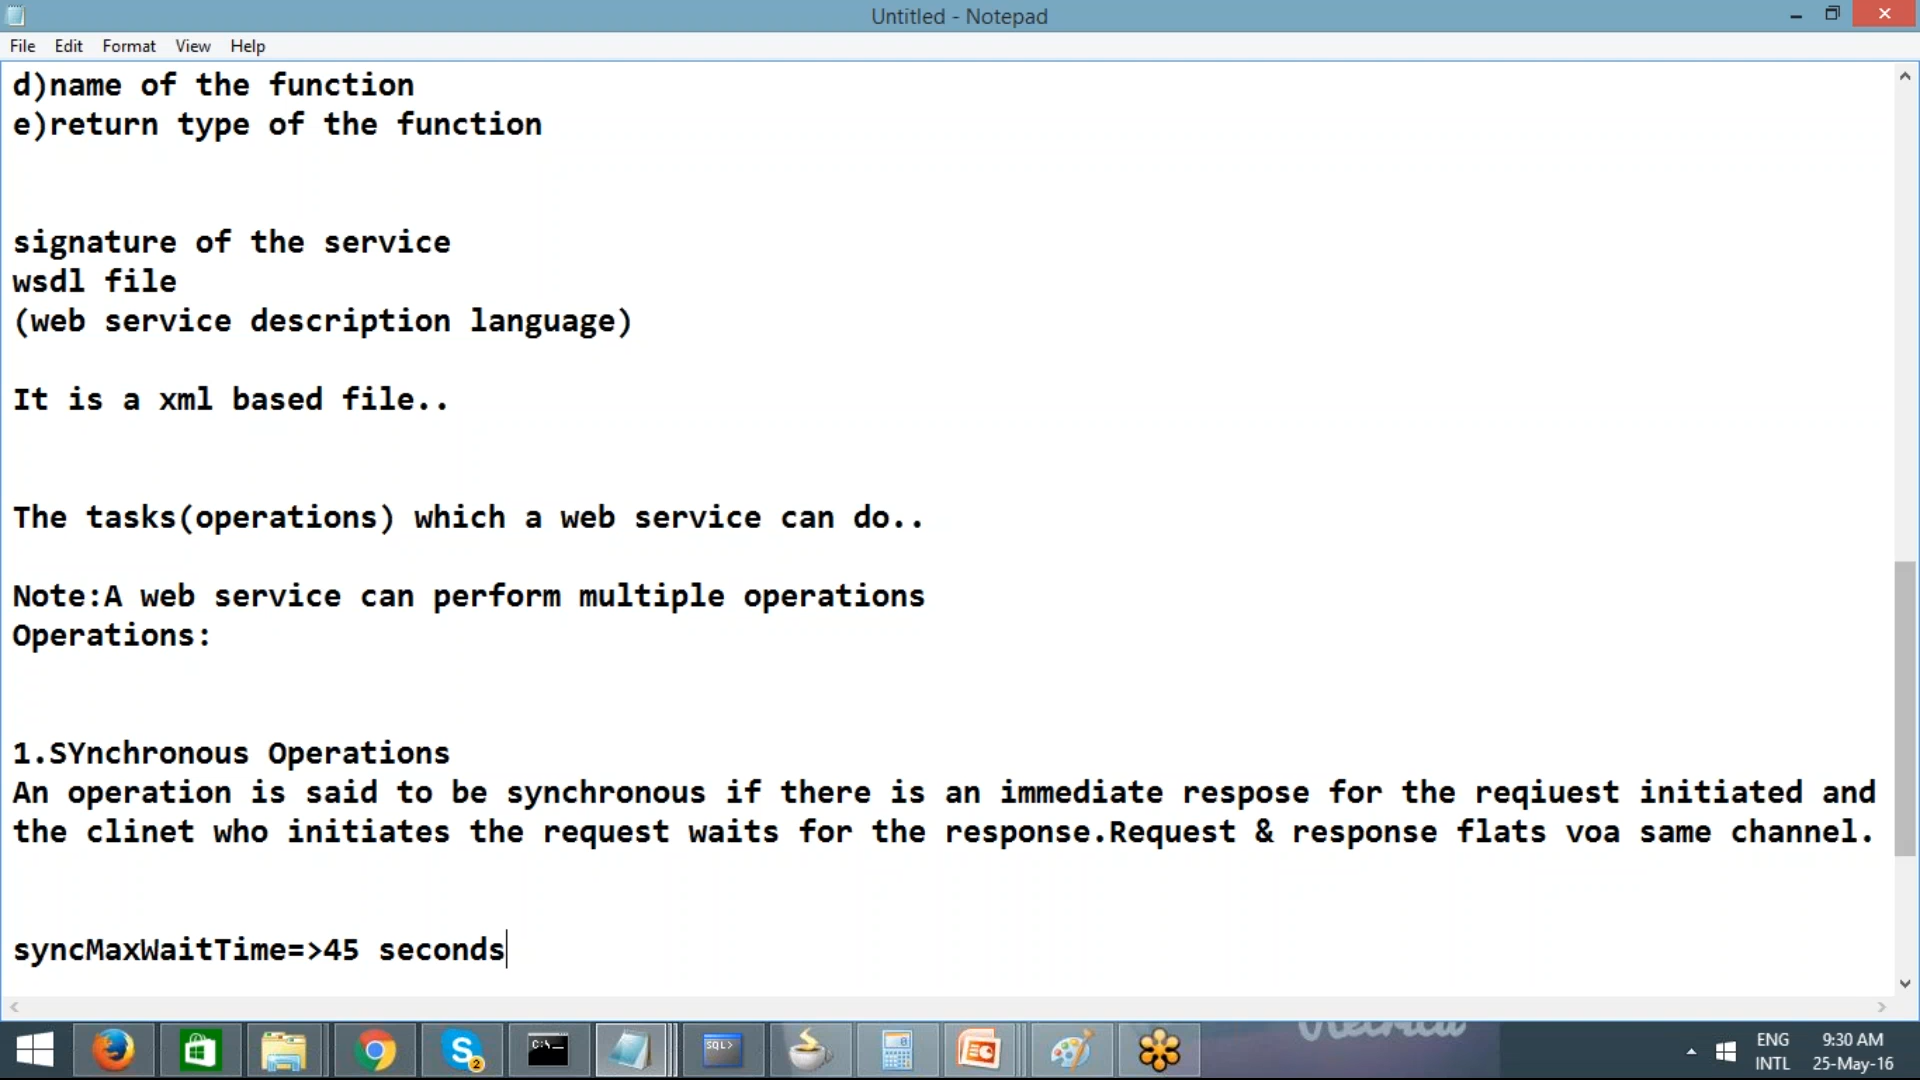 Untitled - Notepad
File Edit Format View Help
d)name of the function
e)return type of the function
signature of the service
wsdl file
(web service description language)
It is a xml based file..
The tasks(operations) which a web service can do..
Note:A web service can perform multiple operations
Operations:
1.SYnchronous Operations
An operation is said to be synchronous if there is an immediate respose for the reqiuest initiated and
the clinet who initiates the request waits for the response.Request & response flats voa same channel.
syncMaxWaitTime=>45 seconds
C:\_
SQL>
S
2
ENG
INTL
9:30 AM
25-May-16